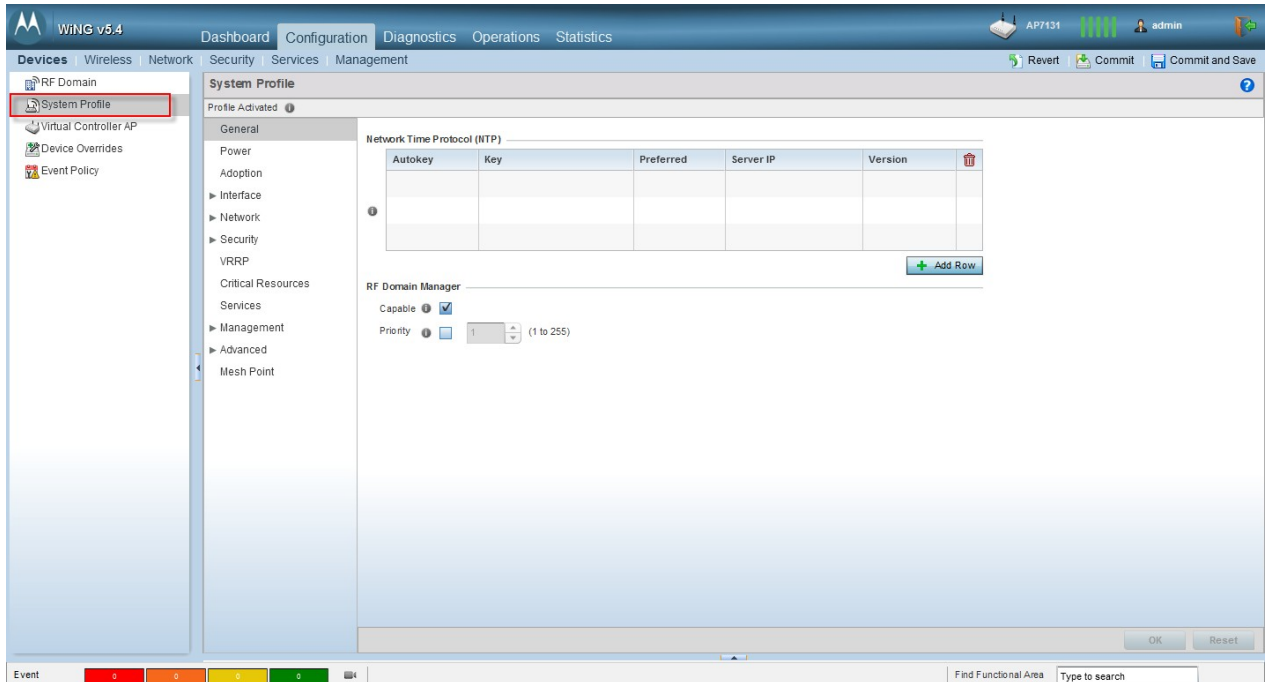 WiNG v5.4
Dashboard Configuration Diagnostics Operations Statistics
AP7131 admin
Devices Wireless Network Security Services Management
Revert Commit Commit and Save
RF Domain
System Profile
Virtual Controller AP
Device Overrides
Event Policy
System Profile
Profile Activated
General
Power
Adoption
Interface
Network
Security
VRRP
Critical Resources
Services
Management
Advanced
Mesh Point
Network Time Protocol (NTP)
Autokey Key Preferred Server IP Version
Add Row
RF Domain Manager
Capable
Priority 1 (1 to 255)
OK Reset
Event 0 0 0 0
Find Functional Area Type to search